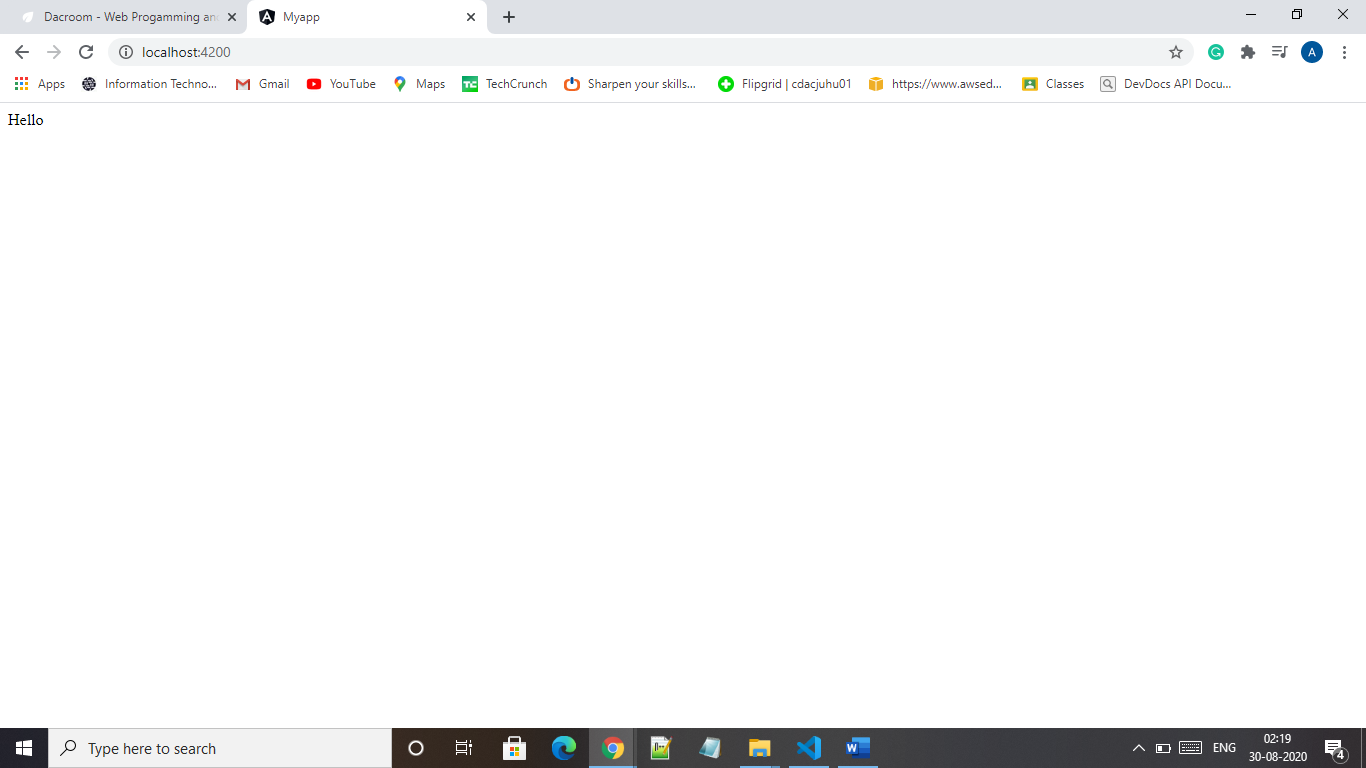 Dacroom - Web Progamming an
Myapp
localhost:4200
A
Apps
Information Techno...
Gmail
YouTube
Maps
TC
TechCrunch
Sharpen your skills...
Flipgrid | cdacjuhu01
https://www.awsed...
Classes
DevDocs API Docu...
Hello
Type here to search
ENG
02:19
30-08-2020
4